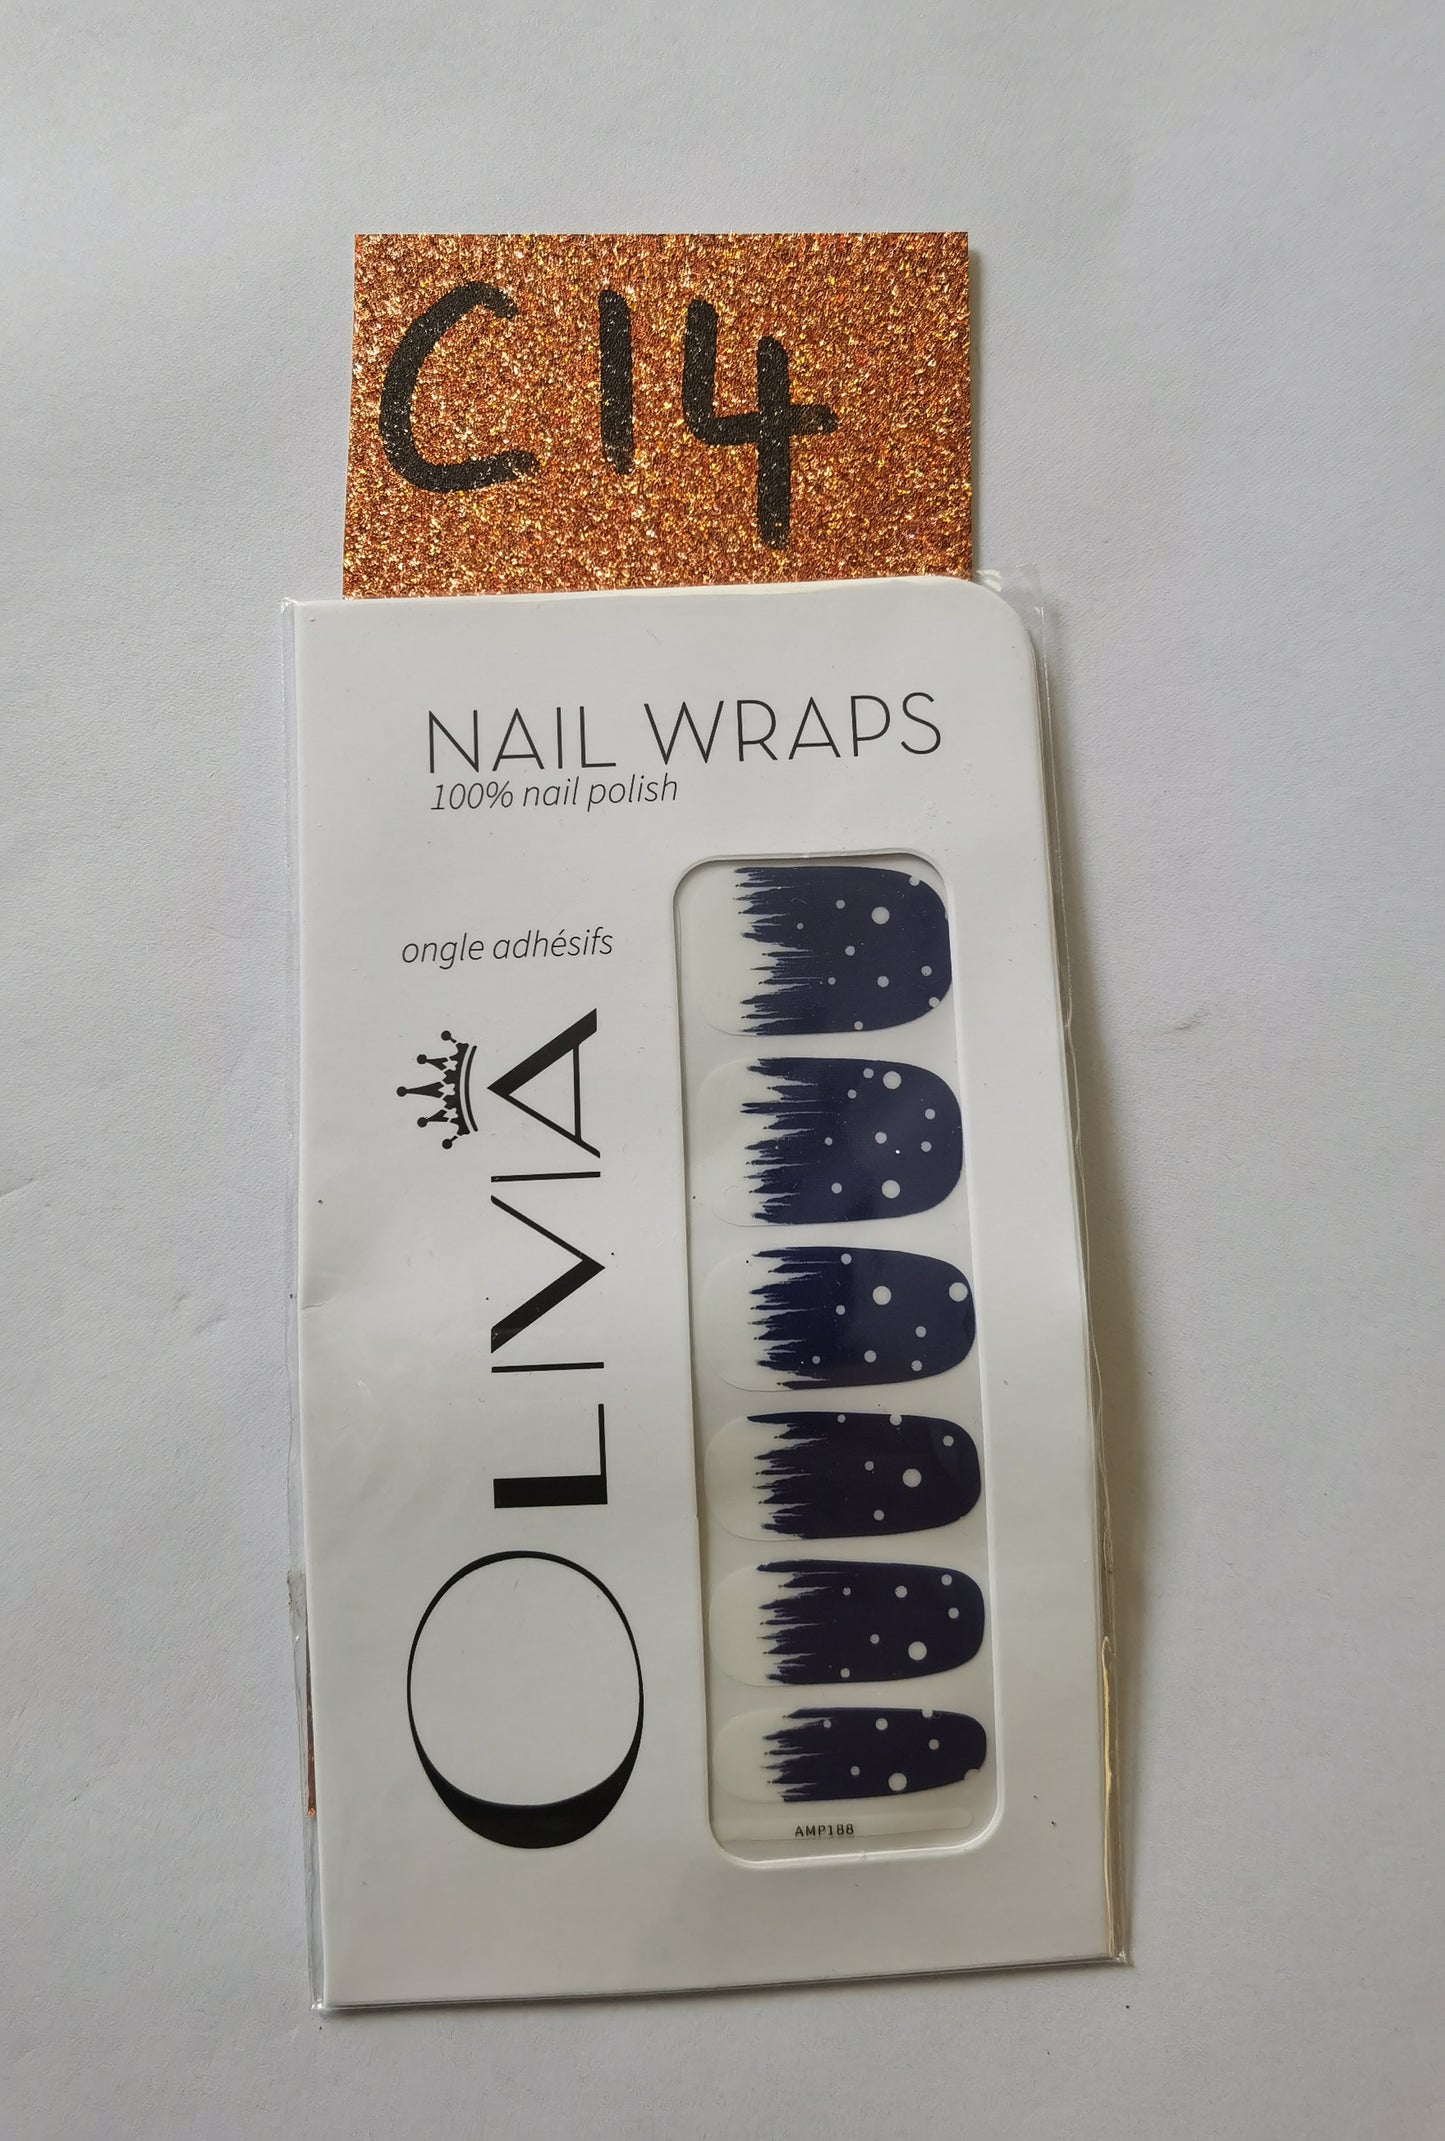 C14
NAIL WRAPS
100% nail polish
ongle adhésifs
OLIVIA
AMP188